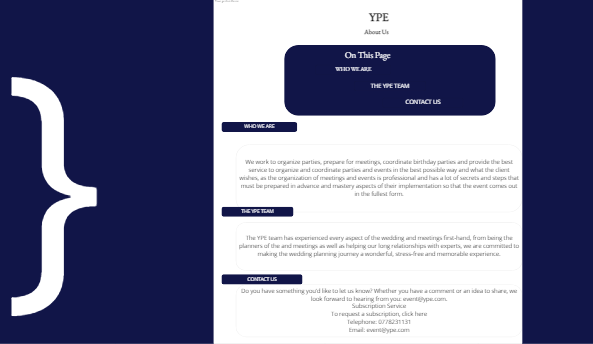 YPE
About Us
On This Page
WHO WE ARE
THE YPE TEAM
CONTACT US
WHO WE ARE
We work to organize parties, prepare for meetings, coordinate birthday parties and provide the best
service to organize and coordinate parties and events in the best possible way and what the client
wishes, as the organization of meetings and events is professional and has a lot of secrets and steps that
must be prepared in advance and mastery aspects of their implementation so that the event comes out
in the fullest form.
THE YPE TEAM
The YPE team has experienced every aspect of the wedding and meetings first-hand, from being the
planners of the and meetings as well as helping our long relationships with experts, we are committed to
making the wedding planning journey a wonderful, stress-free and memorable experience.
CONTACT US
Do you have something you'd like to let us know? Whether you have a comment or an idea to share, we
look forward to hearing from you: event@ype.com.
Subscription Service
To request a subscription, click here
Telephone: 0778231131
Email: event@ype.com
}